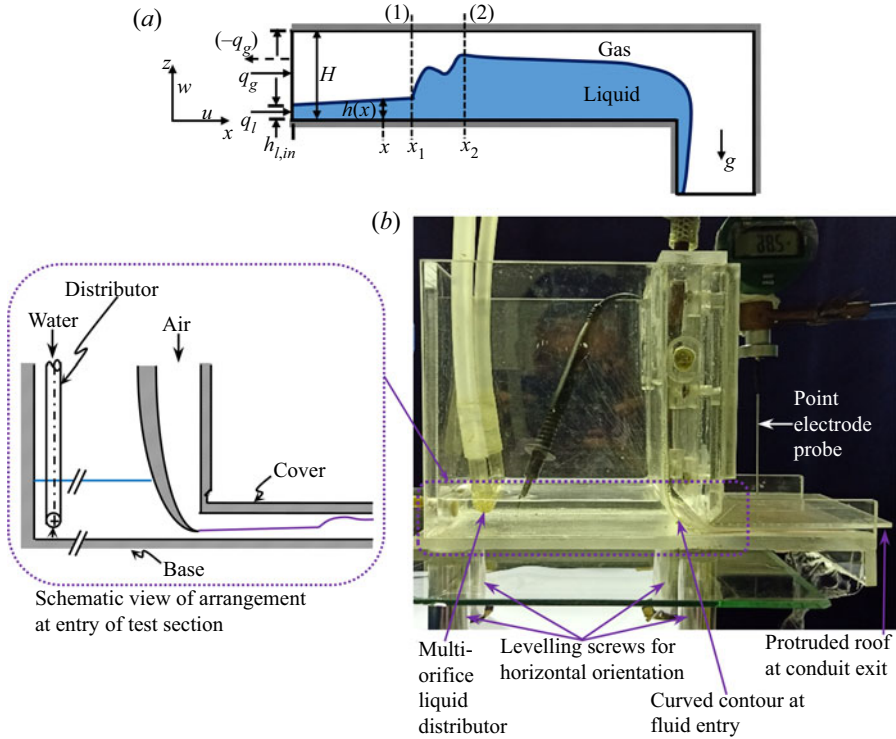 (a)
(1)
(2)
(−q_g)
z
w
q_g
H
Gas
Liquid
h(x)
u
q_l
x
h_{l,in}
x
x_1
x_2
g
(b)
Distributor
Water
Air
Cover
Base
Schematic view of arrangement
at entry of test section
Point
electrode
probe
Multi-
orifice
liquid
distributor
Levelling screws for
horizontal orientation
Curved contour at
fluid entry
Protruded roof
at conduit exit